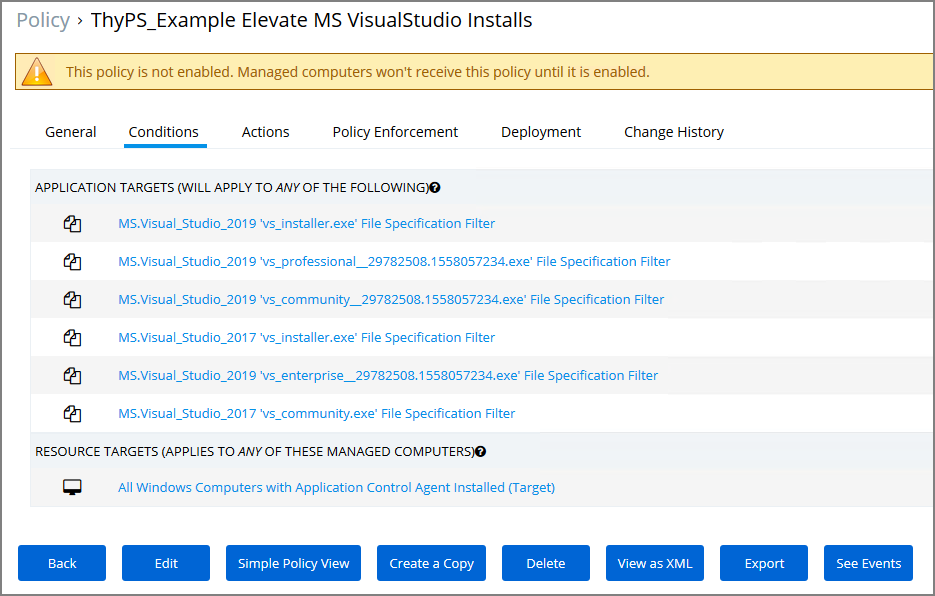 Policy › ThyPS_Example Elevate MS VisualStudio Installs
This policy is not enabled. Managed computers won't receive this policy until it is enabled.
General Conditions Actions Policy Enforcement Deployment Change History
APPLICATION TARGETS (WILL APPLY TO ANY OF THE FOLLOWING)
MS.Visual_Studio_2019 'vs_installer.exe' File Specification Filter
MS.Visual_Studio_2019 'vs_professional__29782508.1558057234.exe' File Specification Filter
MS.Visual_Studio_2019 'vs_community__29782508.1558057234.exe' File Specification Filter
MS.Visual_Studio_2017 'vs_installer.exe' File Specification Filter
MS.Visual_Studio_2019 'vs_enterprise__29782508.1558057234.exe' File Specification Filter
MS.Visual_Studio_2017 'vs_community.exe' File Specification Filter
RESOURCE TARGETS (APPLIES TO ANY OF THESE MANAGED COMPUTERS)
All Windows Computers with Application Control Agent Installed (Target)
Back Edit Simple Policy View Create a Copy Delete View as XML Export See Events